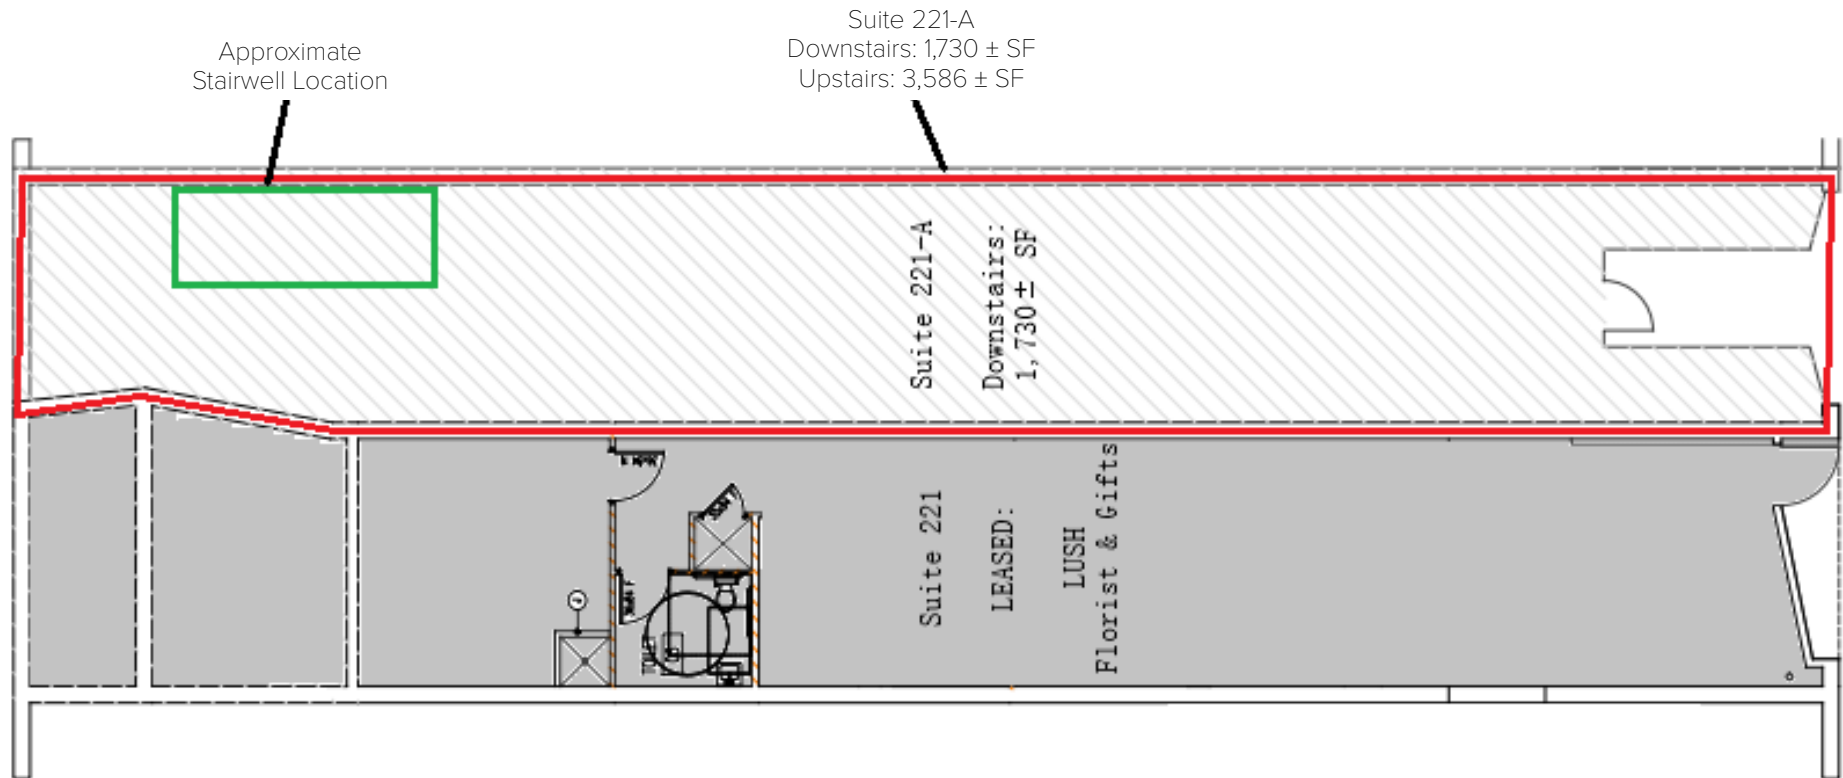 Suite 221-A
Downstairs: 1,730 ± SF
Upstairs: 3,586 ± SF
Approximate
Stairwell Location
Suite 221-A
Downstairs:
1,730± SF
Suite 221
LEASED:
LUSH
Florist & Gifts